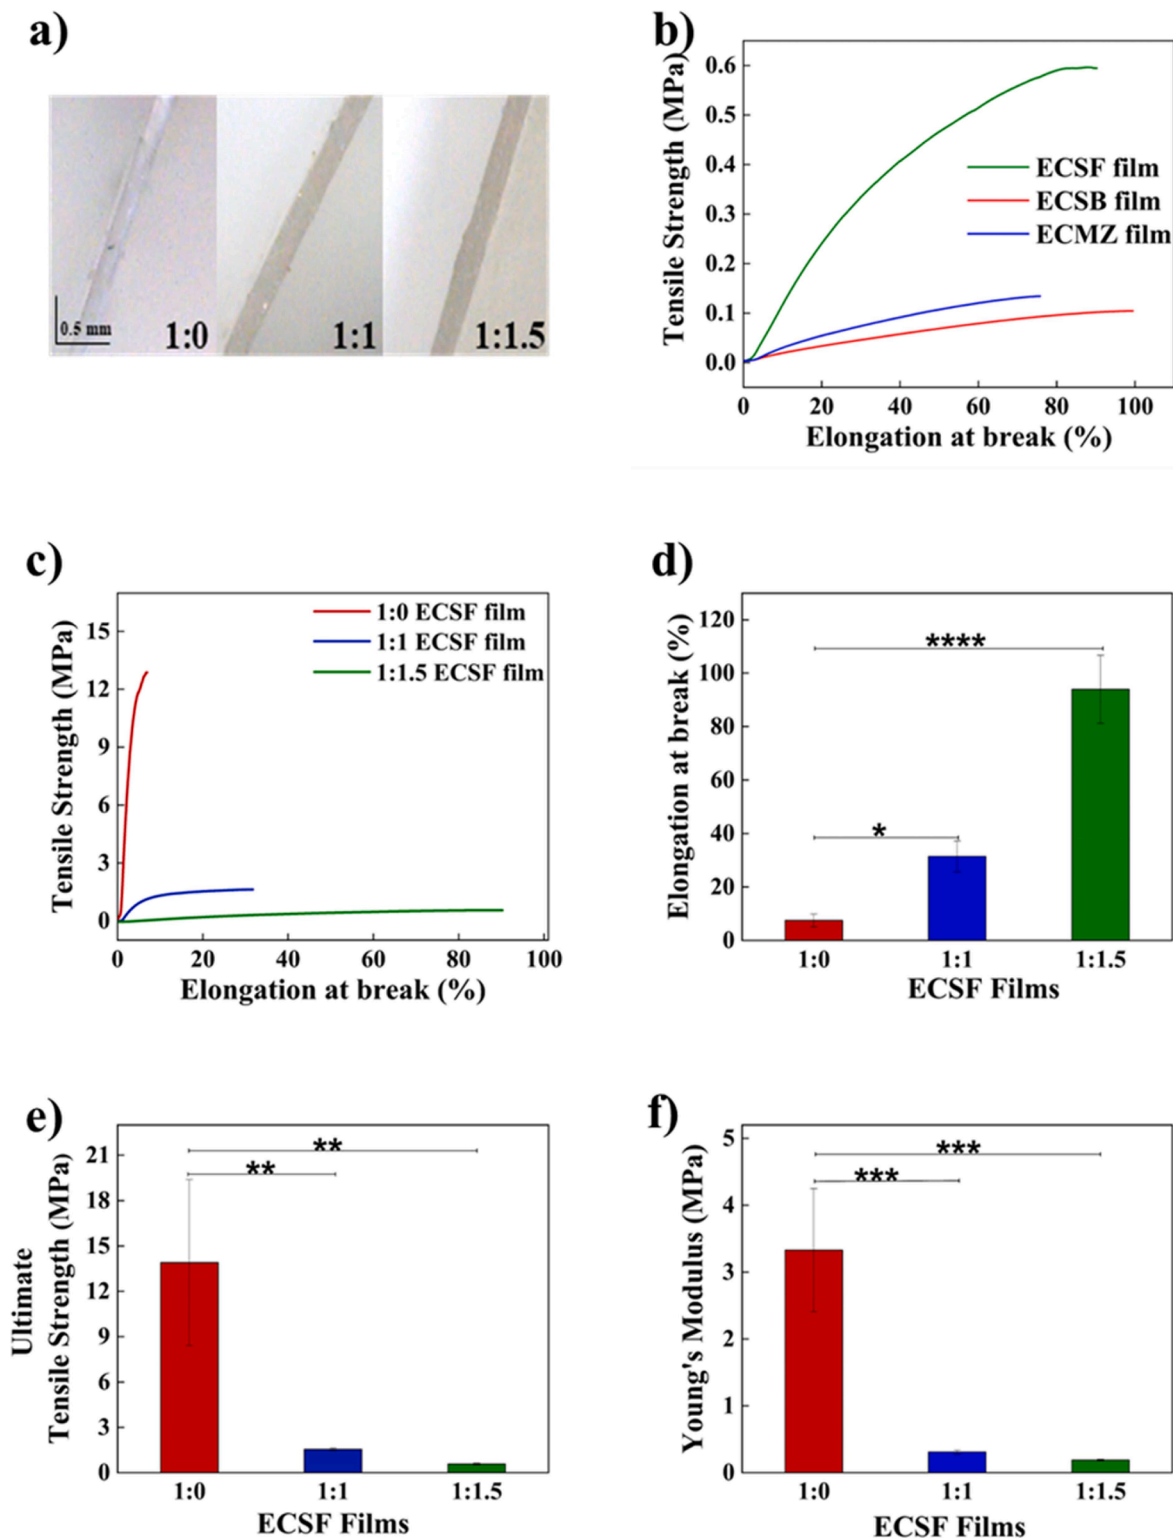 a)
0.5 mm
1:0
1:1
1:1.5
b)
Tensile Strength (MPa)
0.6
0.5
0.4
0.3
0.2
0.1
0.0
ECSF film
ECSB film
ECMZ film
0 20 40 60 80 100
Elongation at break (%)
c)
Tensile Strength (MPa)
15
12
9
6
3
0
1:0 ECSF film
1:1 ECSF film
1:1.5 ECSF film
0 20 40 60 80 100
Elongation at break (%)
d)
Elongation at break (%)
120
100
80
60
40
20
0
****
*
1:0 1:1 1:1.5
ECSF Films
e)
Ultimate
Tensile Strength (MPa)
21
18
15
12
9
6
3
0
**
**
1:0 1:1 1:1.5
ECSF Films
f)
Young's Modulus (MPa)
5
4
3
2
1
0
***
***
1:0 1:1 1:1.5
ECSF Films